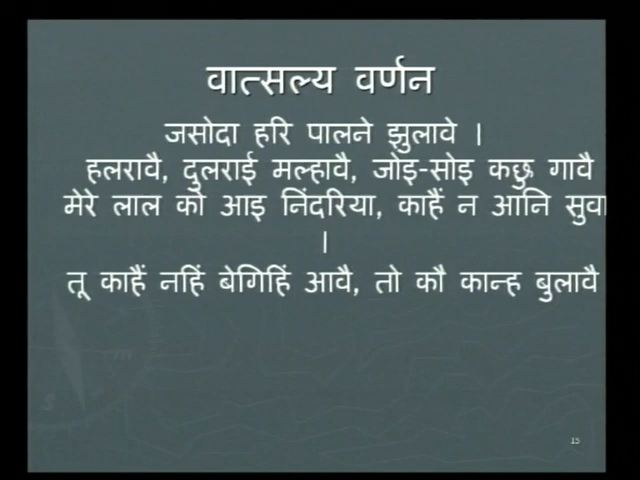 वात्सल्य वर्णन
जसोदा हरि पालने झुलावे ।
हलरावै, दुलराई मल्हावै, जोइ-सोइ कछु गावै
मेरे लाल को आइ निंदरिया, काहैं न आनि सुवा
।
तू काहैं नहिं बेगिहिं आवै, तो कौ कान्ह बुलावै
15